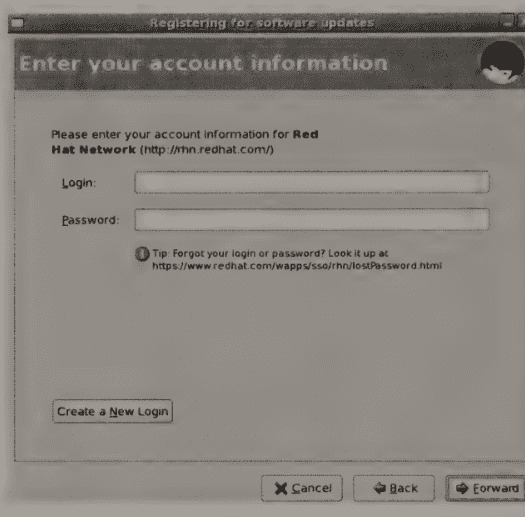 Registering for software updates
Enter your account information
Please enter your account information for Red
Hat Network (http://rhn.redhat.com/)
Login:
Password:
Tip: Forgot your login or password? Look it up at
https://www.redhat.com/wapps/sso/rhn/lostPassword.html
Create a New Login
Cancel
Back
Forward